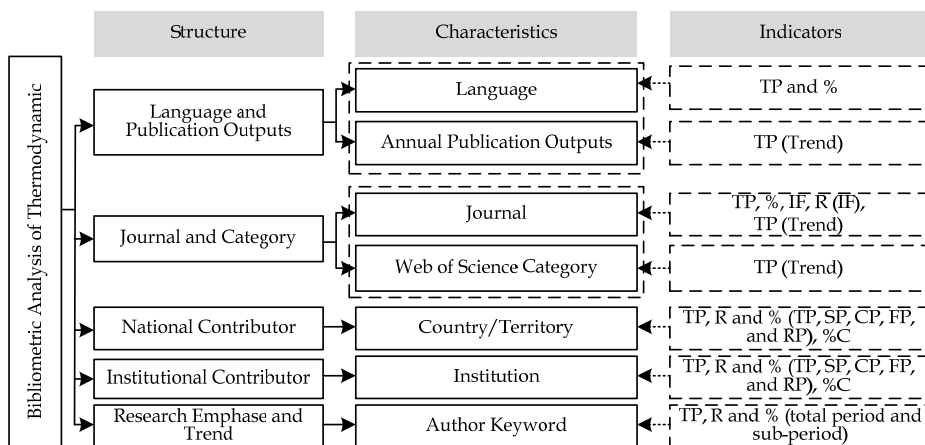 Structure
Characteristics
Indicators
Bibliometric Analysis of Thermodynamic
Language and
Publication Outputs
Language
TP and %
Annual Publication Outputs
TP (Trend)
Journal and Category
Journal
TP, %, IF, R (IF),
TP (Trend)
Web of Science Category
TP (Trend)
National Contributor
Country/Territory
TP, R and % (TP, SP, CP, FP,
and RP), %C
Institutional Contributor
Institution
TP, R and % (TP, SP, CP, FP,
and RP), %C
Research Emphase and
Trend
Author Keyword
TP, R and % (total period and
sub-period)